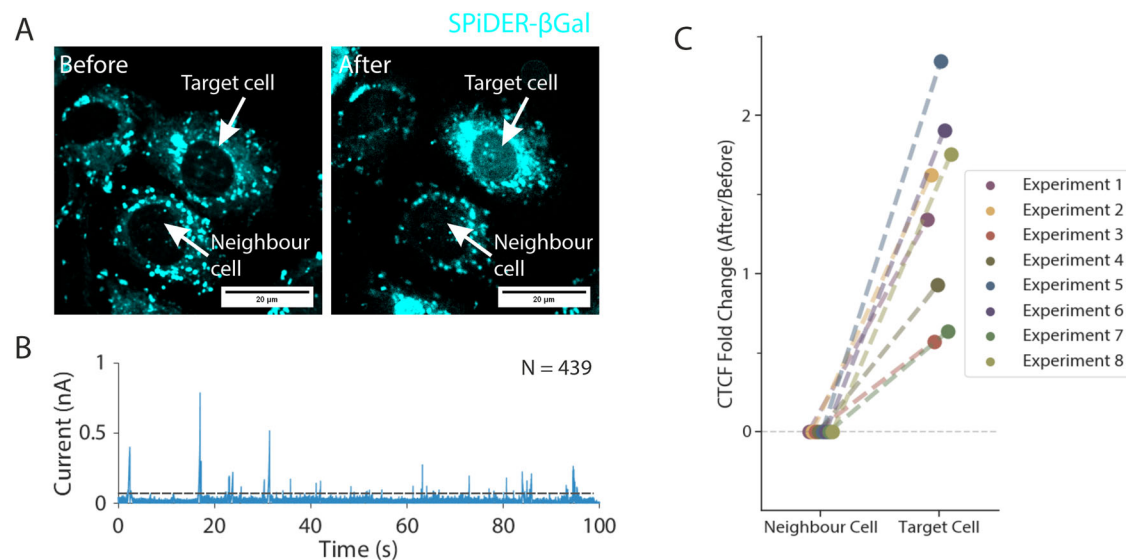 A
SPiDER-βGal
Before
Target cell
Neighbour
cell
20 µm
After
Target cell
Neighbour
cell
20 µm
B
N = 439
Current (nA)
1
0.5
0
0
20
40
60
80
100
Time (s)
C
CTCF Fold Change (After/Before)
2
1
0
Neighbour Cell
Target Cell
Experiment 1
Experiment 2
Experiment 3
Experiment 4
Experiment 5
Experiment 6
Experiment 7
Experiment 8